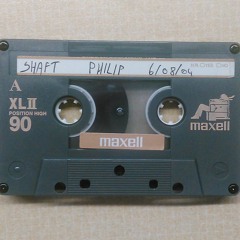 SHAFT PHILIP 6/08/04
A
XLII
POSITION HIGH
90
maxell
maxell